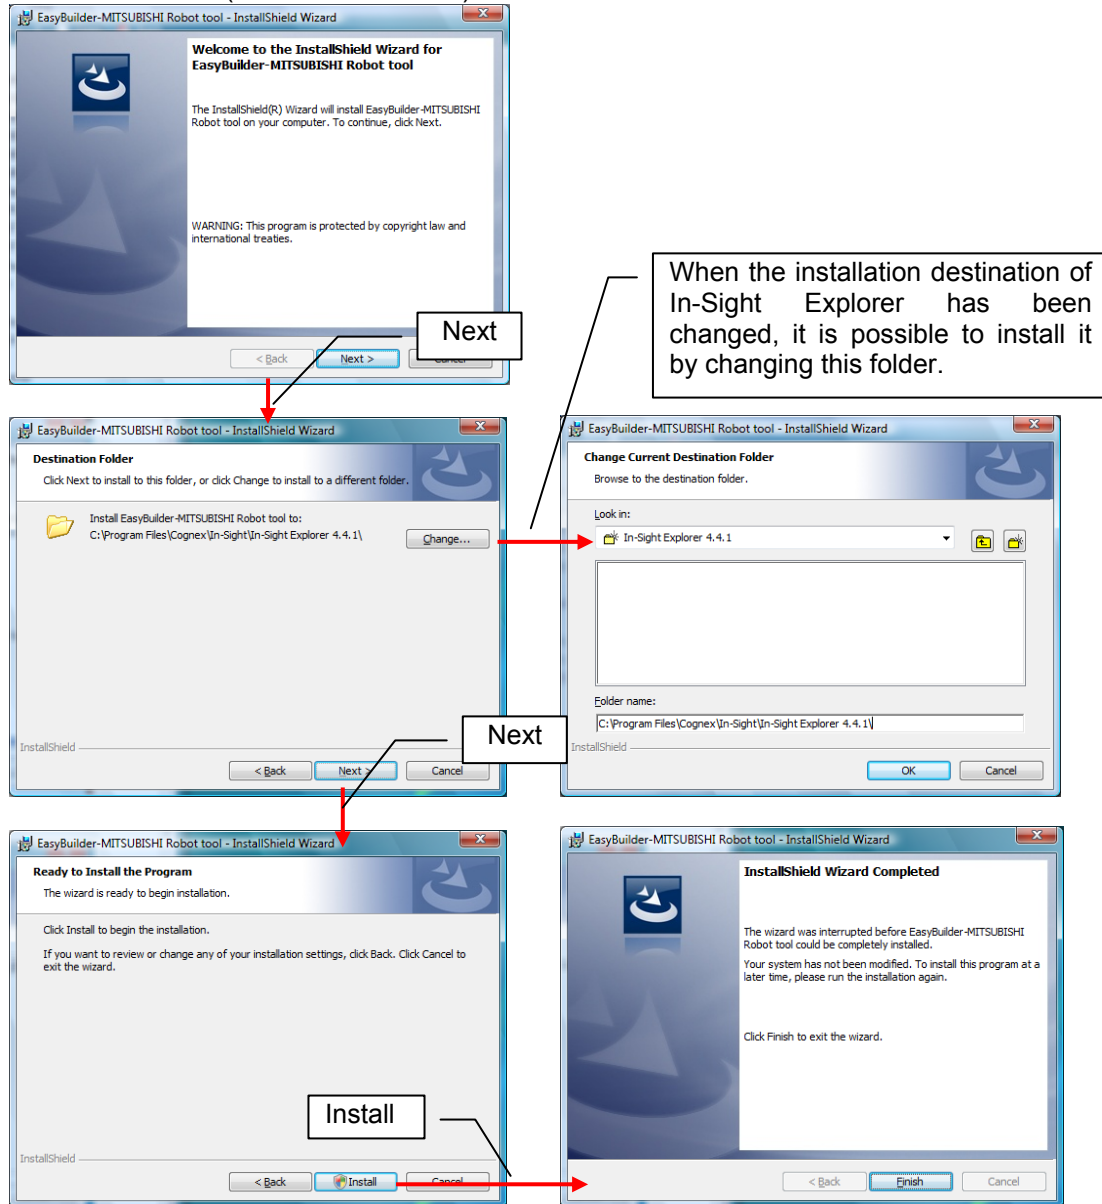 EasyBuilder-MITSUBISHI Robot tool - InstallShield Wizard
Welcome to the InstallShield Wizard for
EasyBuilder-MITSUBISHI Robot tool
The InstallShield(R) Wizard will install EasyBuilder-MITSUBISHI
Robot tool on your computer. To continue, click Next.
WARNING: This program is protected by copyright law and
international treaties.
< Back
Next >
Cancel
Next
When the installation destination of
In-Sight Explorer has been
changed, it is possible to install it
by changing this folder.
EasyBuilder-MITSUBISHI Robot tool - InstallShield Wizard
Destination Folder
Click Next to install to this folder, or click Change to install to a different folder.
Install EasyBuilder-MITSUBISHI Robot tool to:
C:\Program Files\Cognex\In-Sight\In-Sight Explorer 4.4.1\
Change...
InstallShield
< Back
Next >
Cancel
Next
EasyBuilder-MITSUBISHI Robot tool - InstallShield Wizard
Change Current Destination Folder
Browse to the destination folder.
Look in:
In-Sight Explorer 4.4.1
Folder name:
C:\Program Files\Cognex\In-Sight\In-Sight Explorer 4.4.1\
InstallShield
OK
Cancel
EasyBuilder-MITSUBISHI Robot tool - InstallShield Wizard
Ready to Install the Program
The wizard is ready to begin installation.
Click Install to begin the installation.
If you want to review or change any of your installation settings, click Back. Click Cancel to
exit the wizard.
Install
InstallShield
< Back
Install
Cancel
EasyBuilder-MITSUBISHI Robot tool - InstallShield Wizard
InstallShield Wizard Completed
The wizard was interrupted before EasyBuilder-MITSUBISHI
Robot tool could be completely installed.
Your system has not been modified. To install this program at a
later time, please run the installation again.
Click Finish to exit the wizard.
< Back
Finish
Cancel